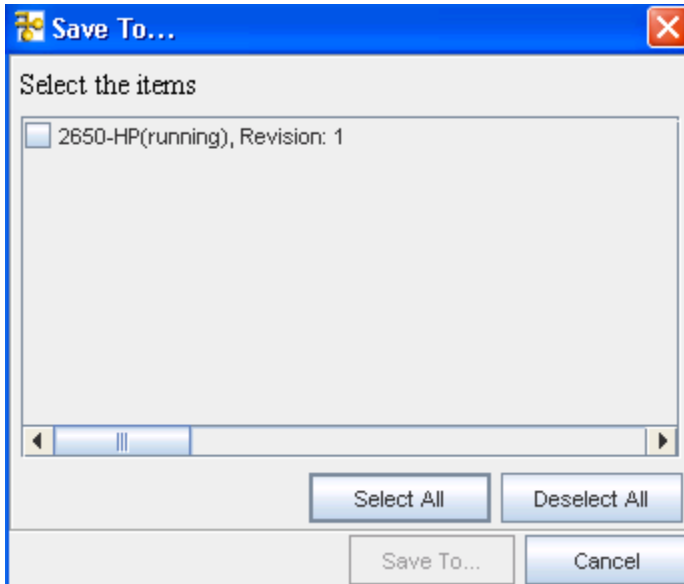 Save To...
Select the items
2650-HP(running), Revision: 1
Select All Deselect All
Save To... Cancel